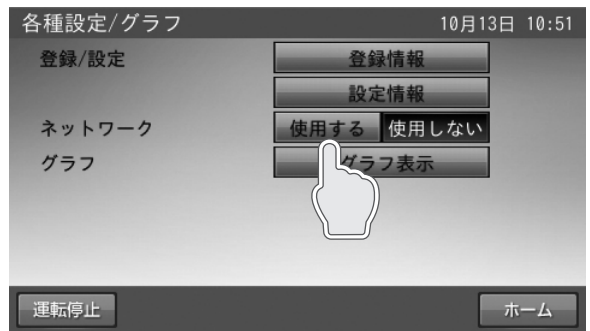 各種設定/グラフ 10月13日 10:51
登録/設定 登録情報
設定情報
ネットワーク 使用する 使用しない
グラフ グラフ表示
運転停止 ホーム